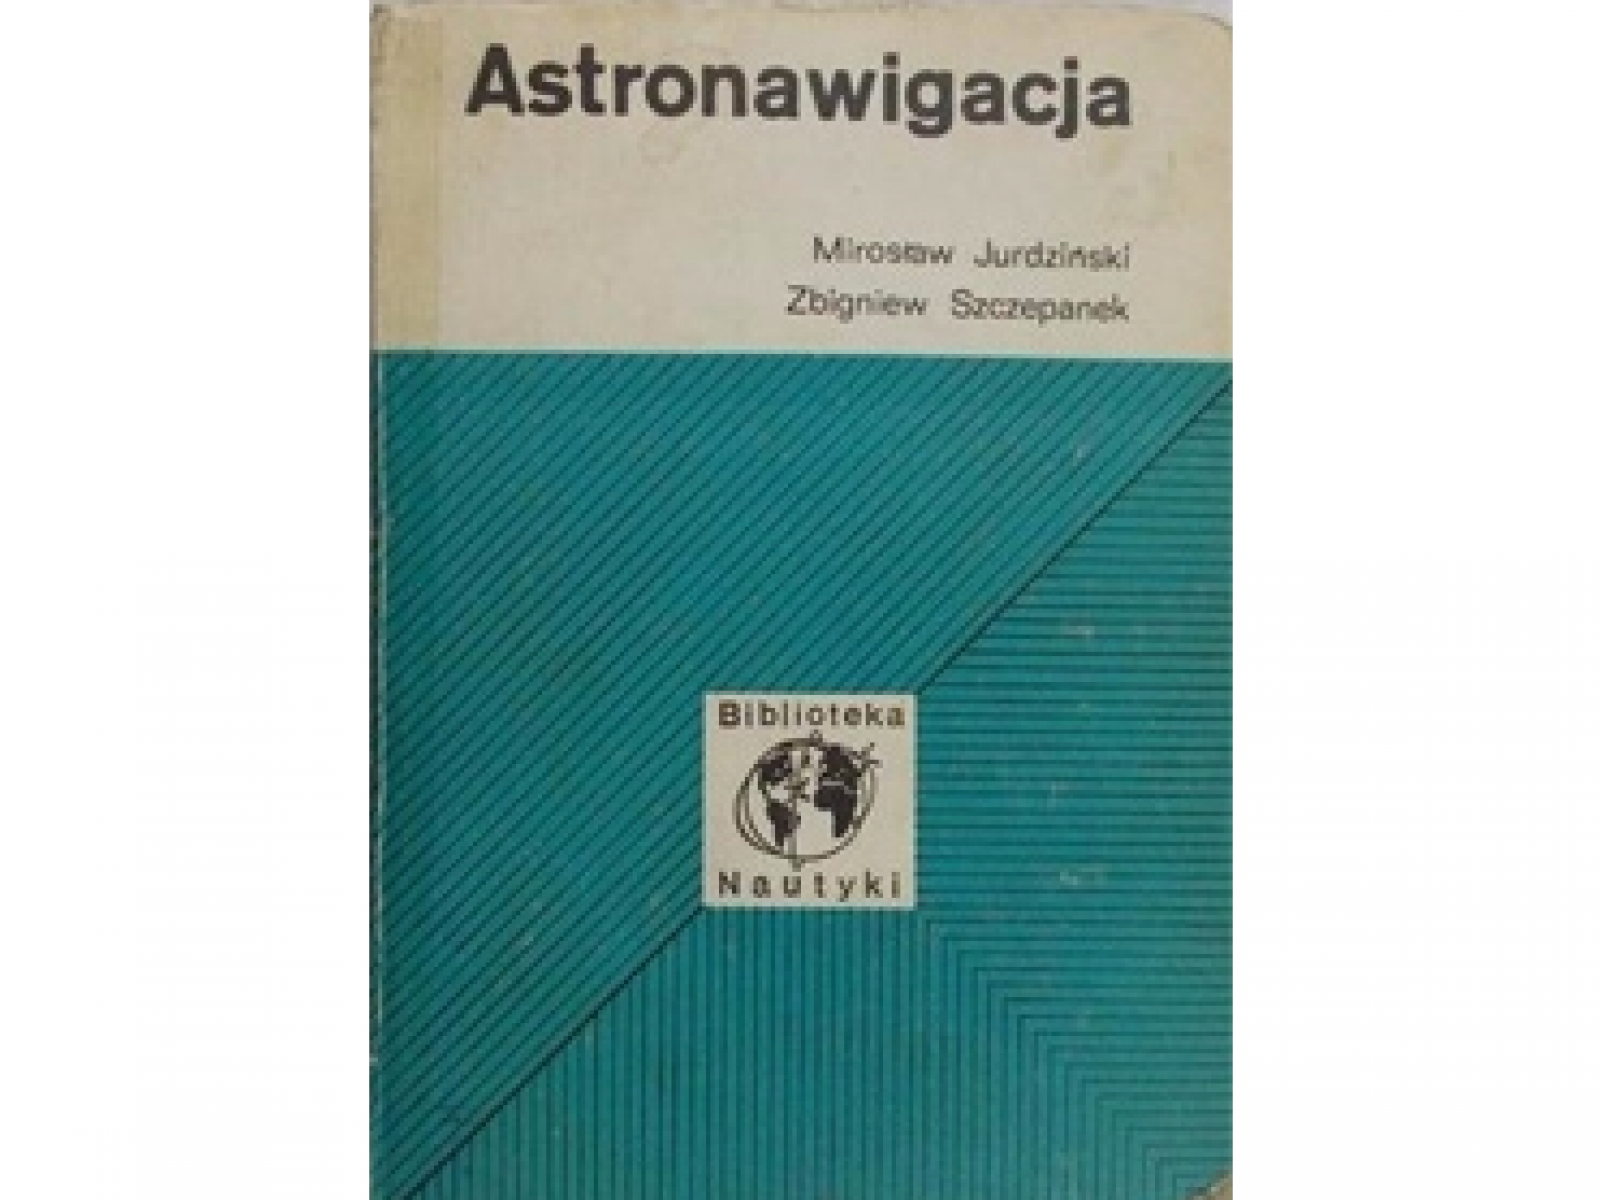 Astronawigacja
Mirosław Jurdziński
Zbigniew Szczepanek
Biblioteka
Nautyki